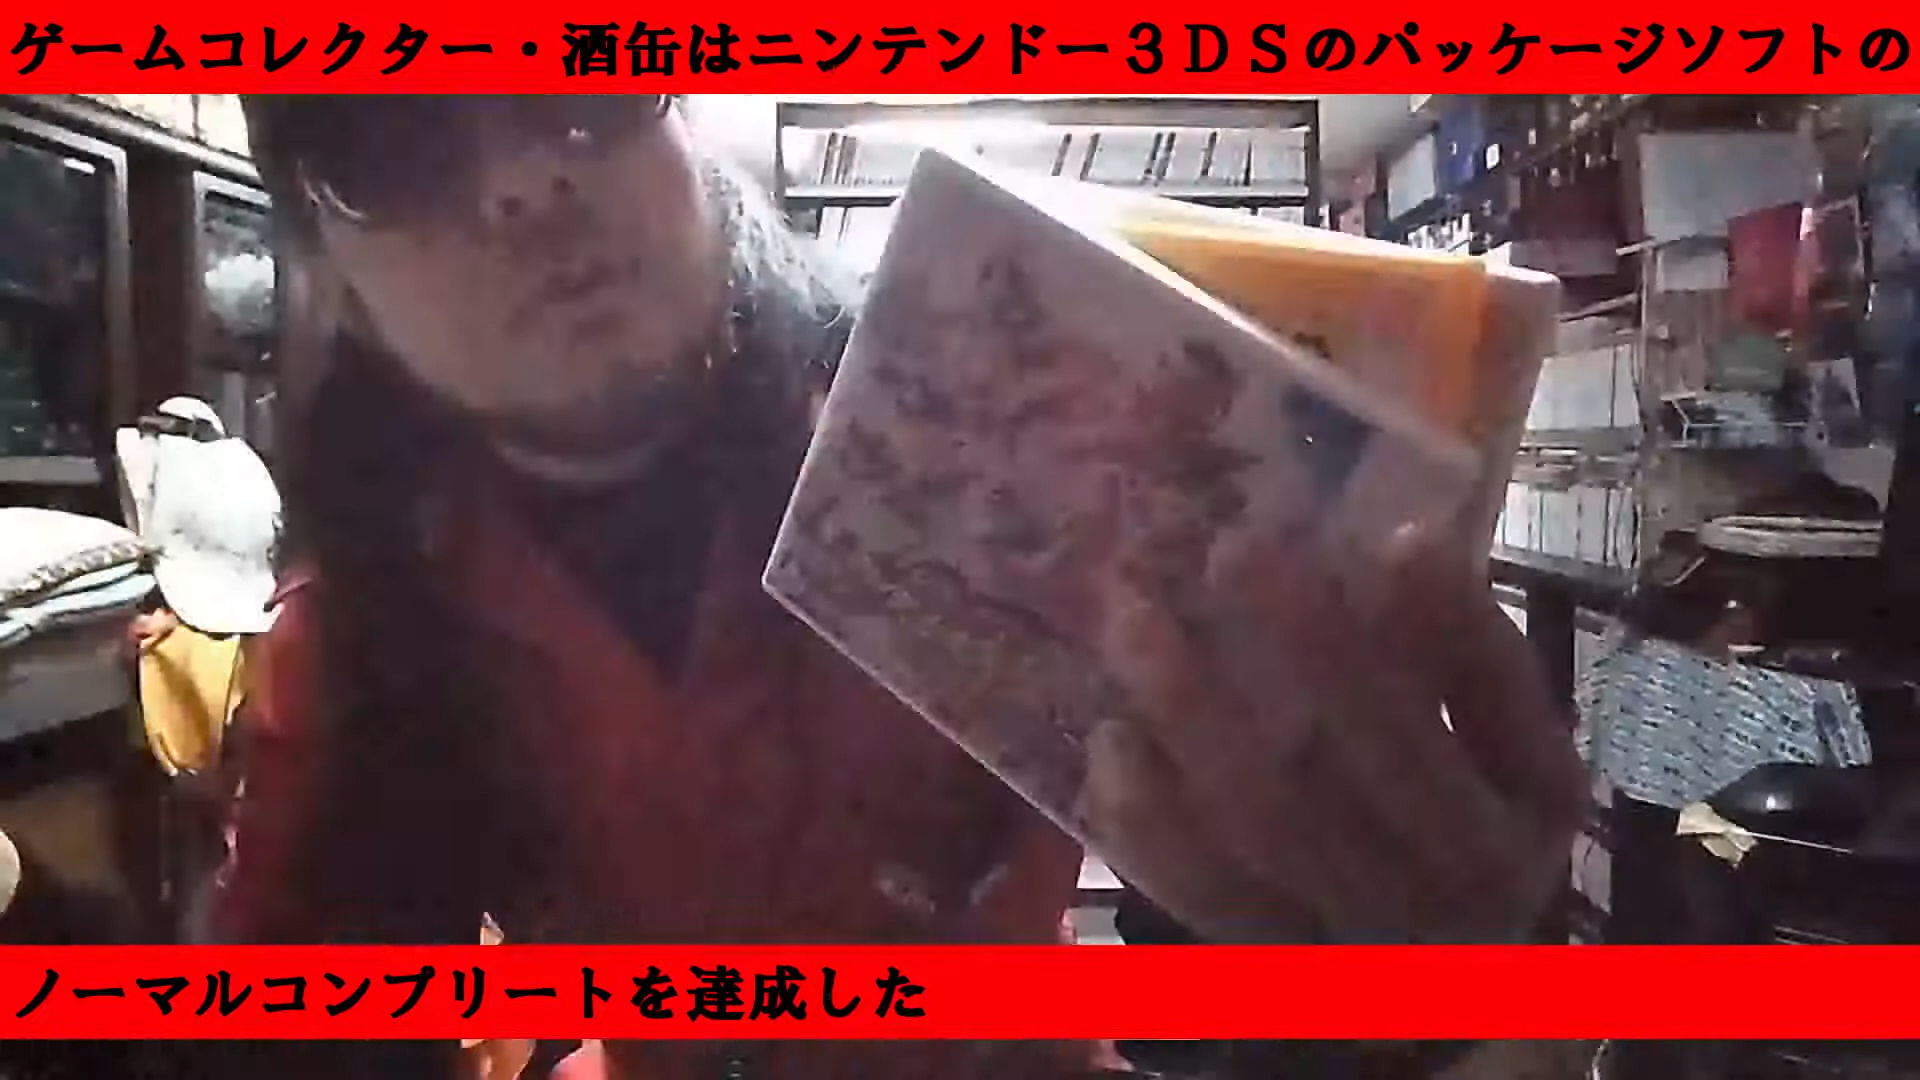 ゲームコレクター・酒缶はニンテンドー３ＤＳのパッケージソフトの
ノーマルコンプリートを達成した